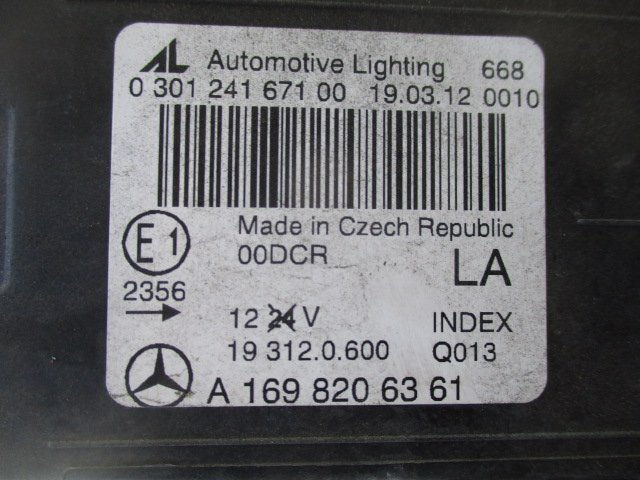 AL Automotive Lighting 668
0 301 241 671 00 19.03.12 0010
Made in Czech Republic
E1 00DCR LA
2356
12 24 V INDEX
19 312.0.600 Q013
A 169 820 63 61